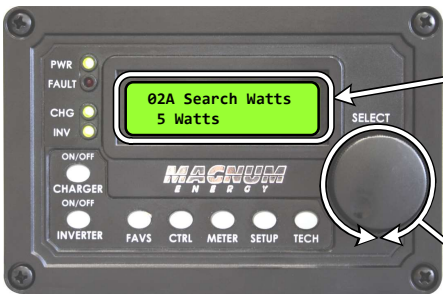 PWR
FAULT
02A Search Watts
5 Watts
CHG
INV
SELECT
ON/OFF
CHARGER
ON/OFF
INVERTER
MAGNUM
ENERGY
FAVS CTRL METER SETUP TECH